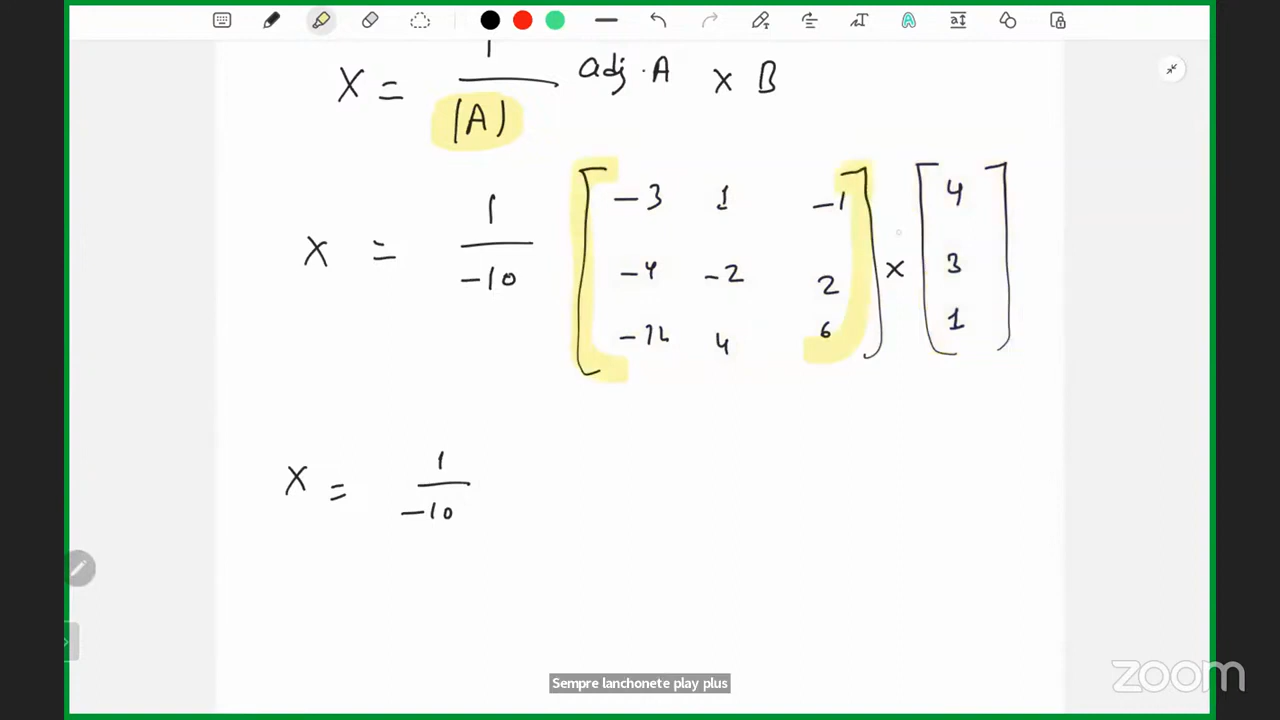 X = 1 / |A| adj·A × B
X = 1 / -10 [ -3 1 -1 ; -4 -2 2 ; -14 4 6 ] × [ 4 ; 3 ; 1 ]
X = 1 / -10
Sempre lanchonete play plus
zoom